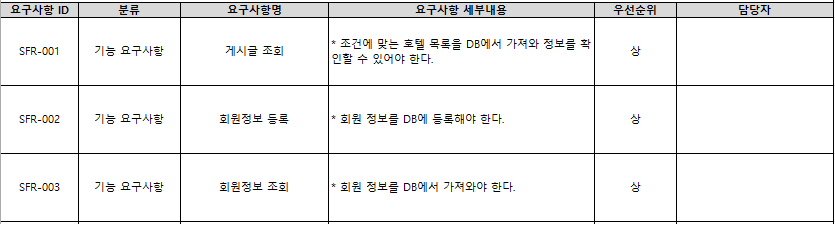 요구사항 ID 분류 요구사항명 요구사항 세부내용 우선순위 담당자
SFR-001 기능 요구사항 게시글 조회 * 조건에 맞는 호텔 목록을 DB에서 가져와 정보를 확
인할 수 있어야 한다. 상
SFR-002 기능 요구사항 회원정보 등록 * 회원 정보를 DB에 등록해야 한다. 상
SFR-003 기능 요구사항 회원정보 조회 * 회원 정보를 DB에서 가져와야 한다. 상